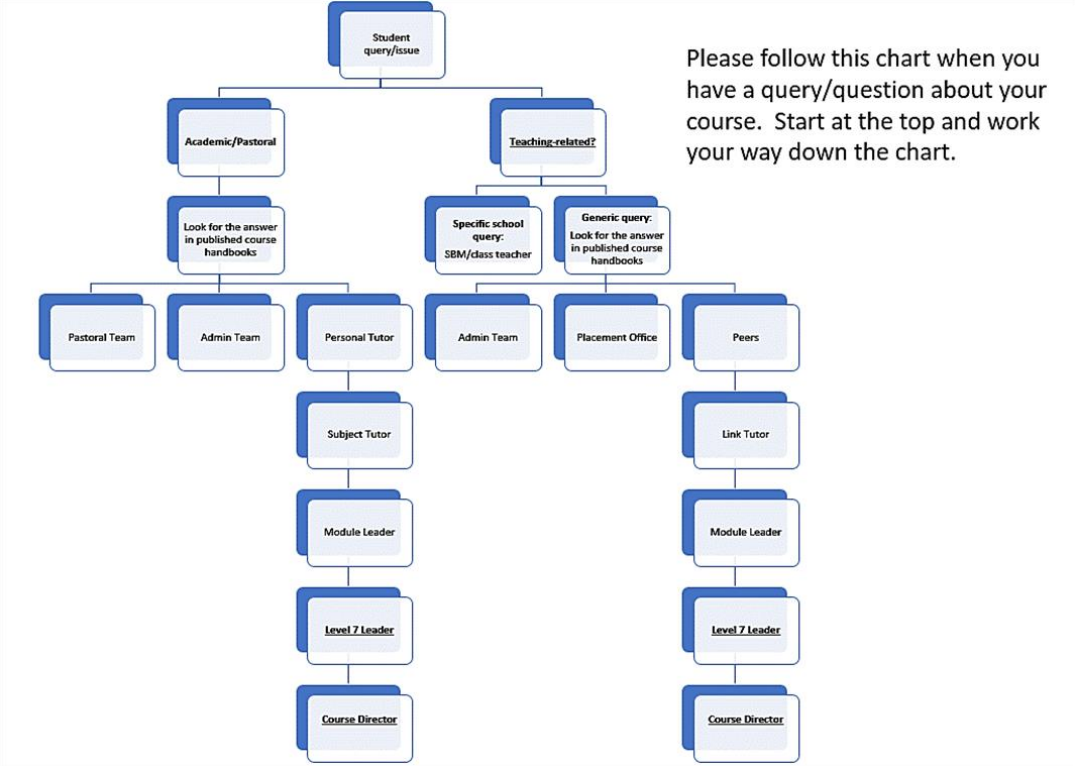 Student
query/issue
Please follow this chart when you
have a query/question about your
course.  Start at the top and work
your way down the chart.
Academic/Pastoral
Teaching-related?
Look for the answer
in published course
handbooks
Specific school
query:
SBM/class teacher
Generic query:
Look for the answer
in published course
handbooks
Pastoral Team
Admin Team
Personal Tutor
Admin Team
Placement Office
Peers
Subject Tutor
Link Tutor
Module Leader
Module Leader
Level 7 Leader
Level 7 Leader
Course Director
Course Director